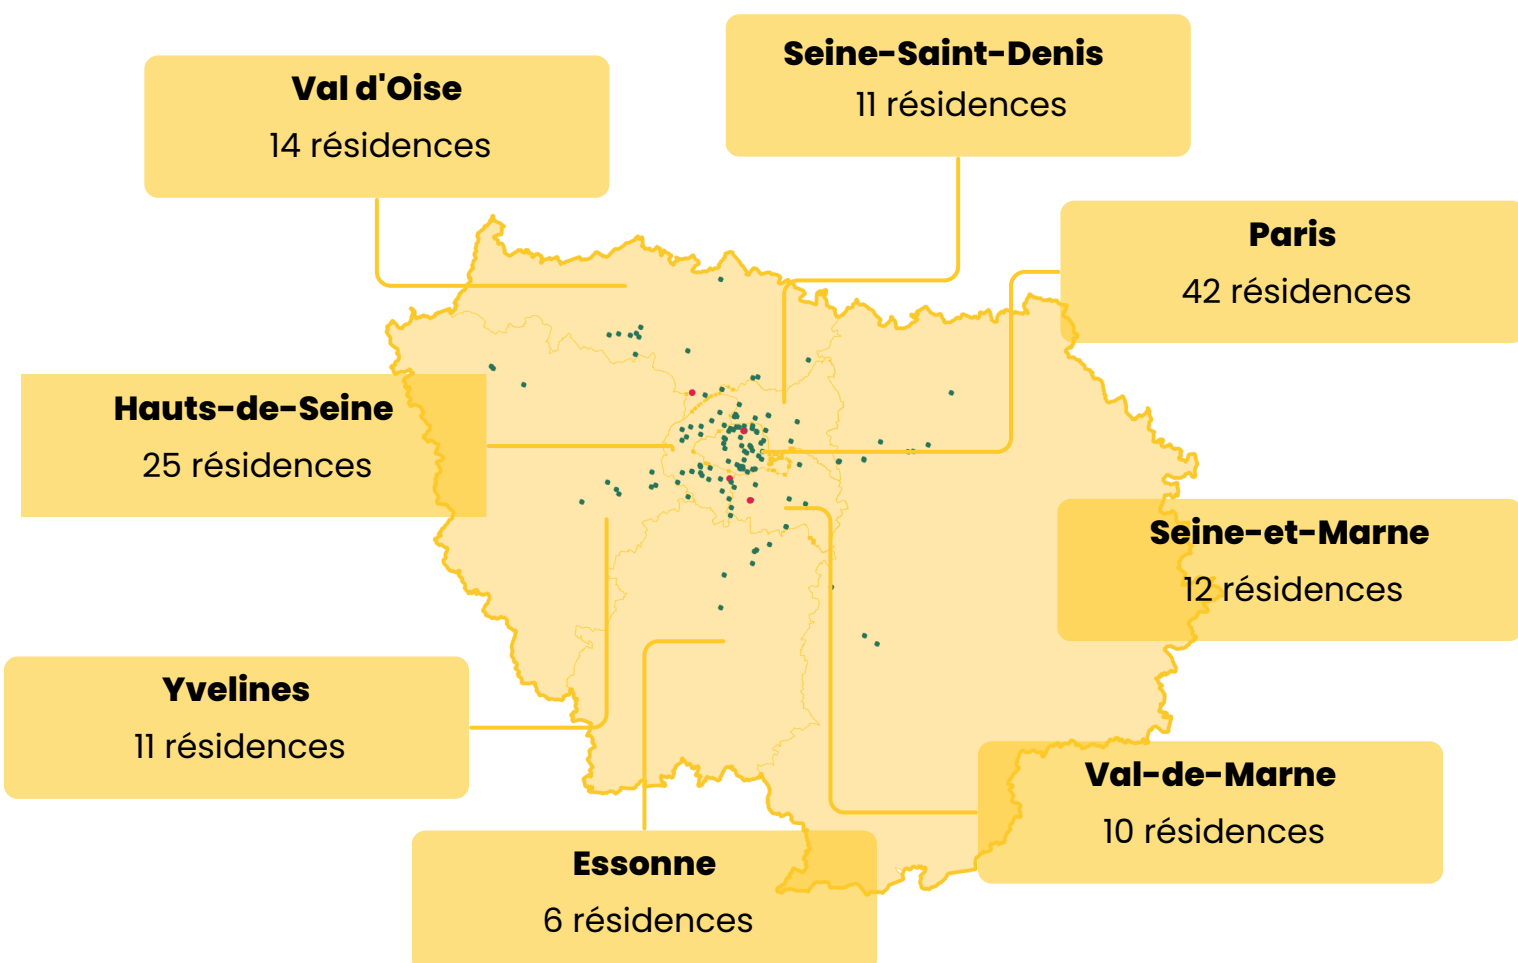 Seine-Saint-Denis
11 résidences
Val d'Oise
14 résidences
Paris
42 résidences
Hauts-de-Seine
25 résidences
Seine-et-Marne
12 résidences
Yvelines
11 résidences
Val-de-Marne
10 résidences
Essonne
6 résidences